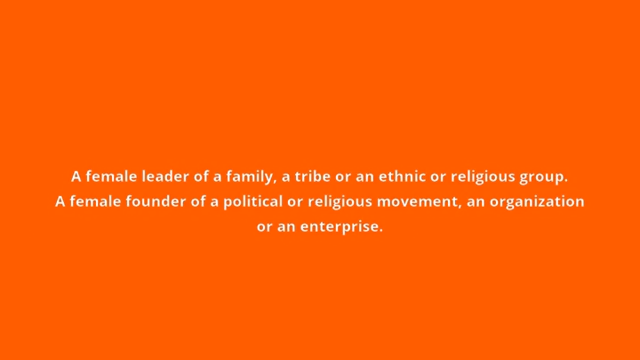 A female leader of a family, a tribe or an ethnic or religious group.
A female founder of a political or religious movement, an organization
or an enterprise.